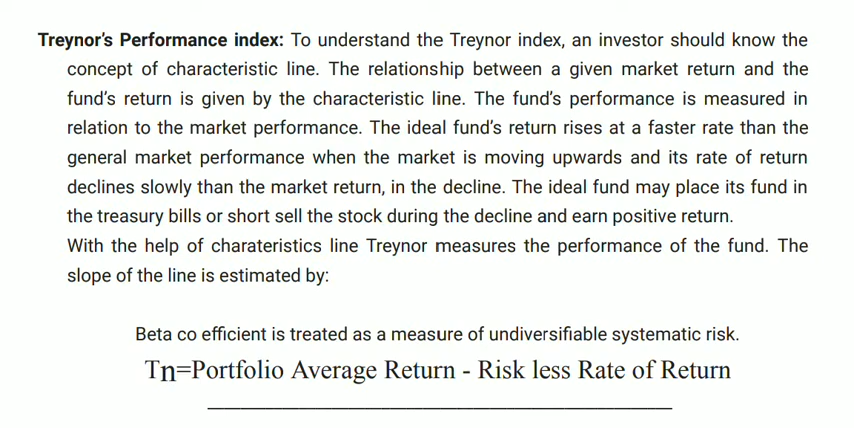 Treynor's Performance index: To understand the Treynor index, an investor should know the
concept of characteristic line. The relationship between a given market return and the
fund's return is given by the characteristic line. The fund's performance is measured in
relation to the market performance. The ideal fund's return rises at a faster rate than the
general market performance when the market is moving upwards and its rate of return
declines slowly than the market return, in the decline. The ideal fund may place its fund in
the treasury bills or short sell the stock during the decline and earn positive return.
With the help of charateristics line Treynor measures the performance of the fund. The
slope of the line is estimated by:
Beta co efficient is treated as a measure of undiversifiable systematic risk.
Tn=Portfolio Average Return - Risk less Rate of Return